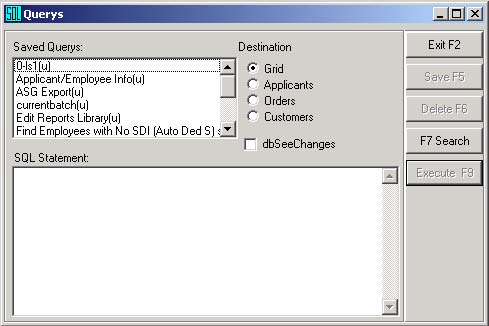 SQL Querys
Saved Querys:
0-ls1(u)
Applicant/Employee Info(u)
ASG Export(u)
currentbatch(u)
Edit Reports Library(u)
Find Employees with No SDI (Auto Ded S) s
Destination
Grid
Applicants
Orders
Customers
dbSeeChanges
SQL Statement:
Exit F2
Save F5
Delete F6
F7 Search
Execute F9